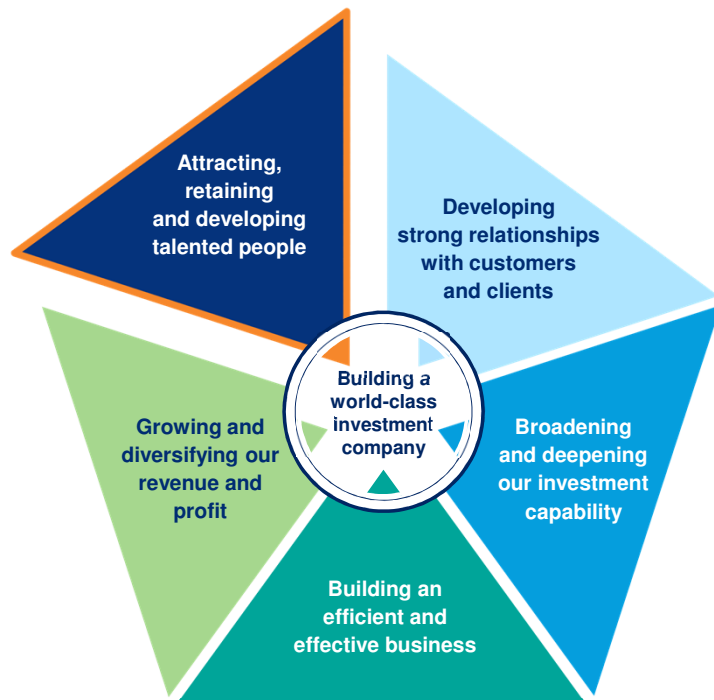 Attracting,
retaining
and developing
talented people
Developing
strong relationships
with customers
and clients
Building a
world-class
investment
company
Growing and
diversifying our
revenue and
profit
Broadening
and deepening
our investment
capability
Building an
efficient and
effective business